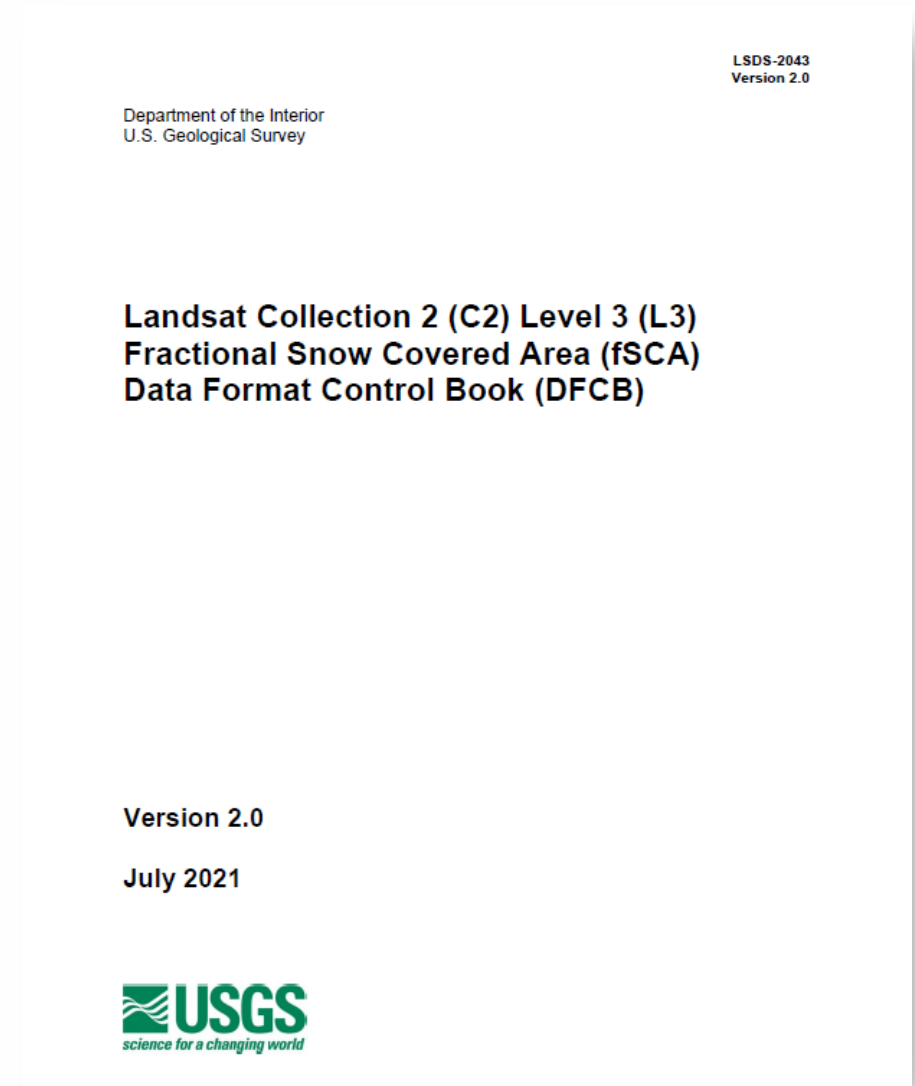 LSDS-2043
Version 2.0
Department of the Interior
U.S. Geological Survey
Landsat Collection 2 (C2) Level 3 (L3)
Fractional Snow Covered Area (fSCA)
Data Format Control Book (DFCB)
Version 2.0
July 2021
USGS
science for a changing world